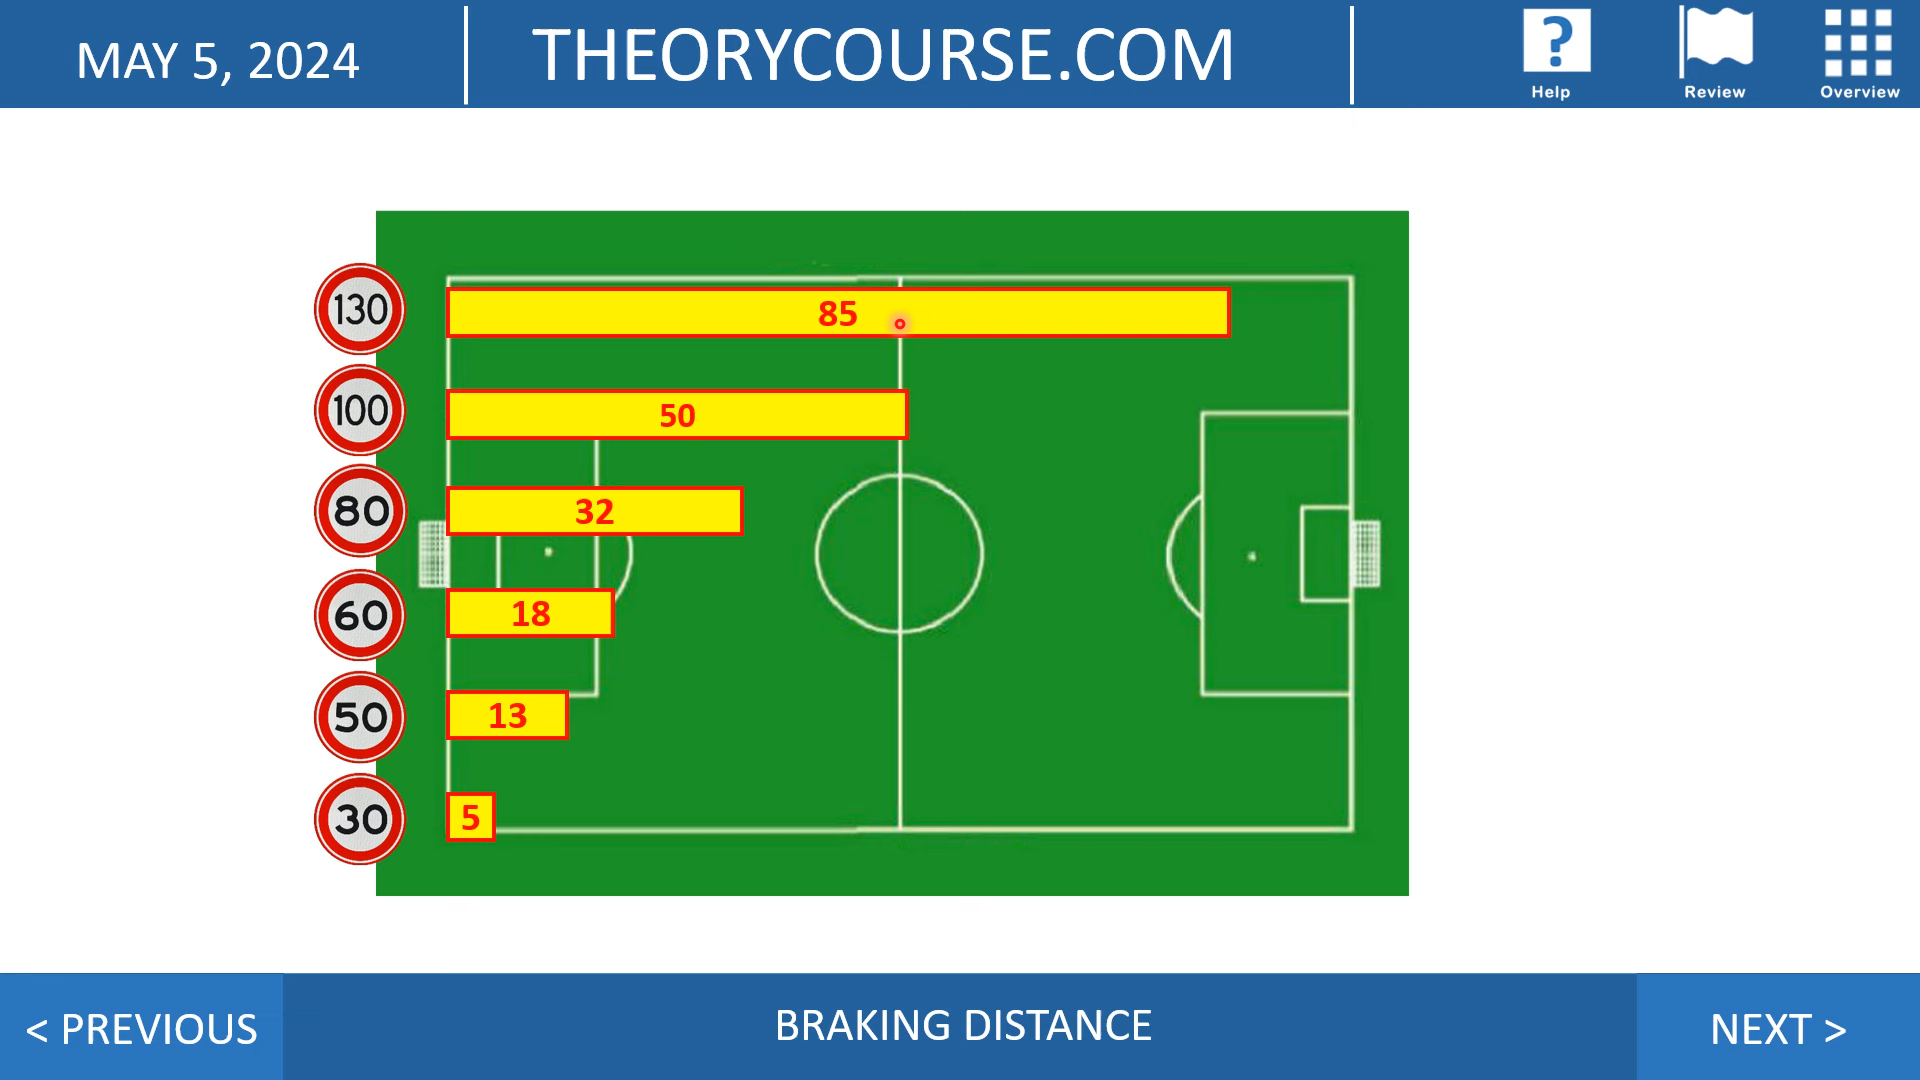 MAY 5, 2024
THEORYCOURSE.COM
?
Help
Review
Overview
130
85
100
50
80
32
60
18
50
13
30
5
< PREVIOUS
BRAKING DISTANCE
NEXT >